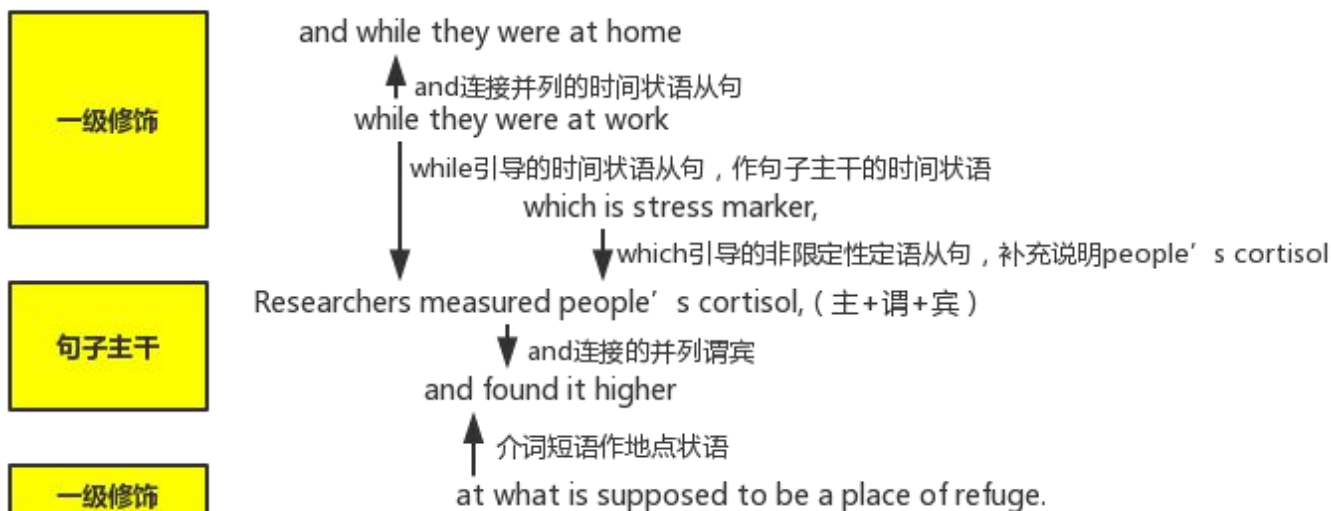 and while they were at home
and连接并列的时间状语从句
一级修饰
while they were at work
while引导的时间状语从句，作句子主干的时间状语
which is stress marker,
which引导的非限定性定语从句，补充说明people’s cortisol
Researchers measured people’s cortisol,（主+谓+宾）
句子主干
and连接的并列谓宾
and found it higher
介词短语作地点状语
一级修饰
at what is supposed to be a place of refuge.